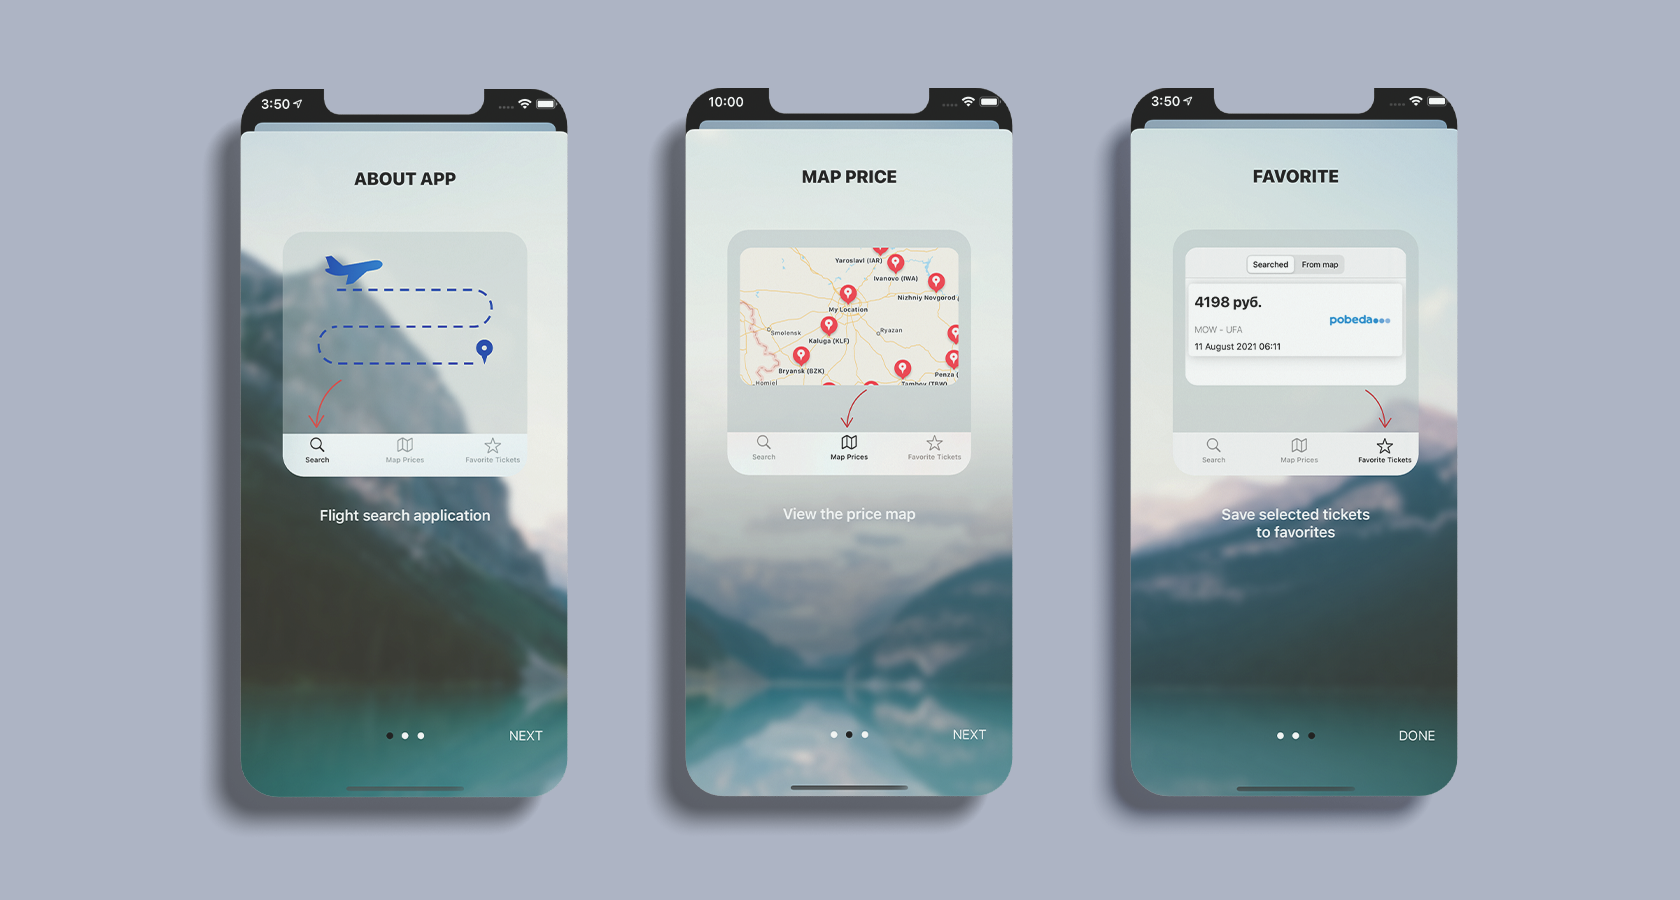 3:50
ABOUT APP
Search
Map Prices
Favorite Tickets
Flight search application
NEXT
10:00
MAP PRICE
Yaroslavl (IAR)
Ivanovo (IWA)
Nizhniy Novgorod
My Location
Smolensk
Ryazan
Kaluga (KLF)
Bryansk (BZK)
Penza (
Homiel
Tambov (TBW)
Search
Map Prices
Favorite Tickets
View the price map
NEXT
3:50
FAVORITE
Searched
From map
4198 руб.
pobeda
MOW - UFA
11 August 2021 06:11
Search
Map Prices
Favorite Tickets
Save selected tickets
to favorites
DONE